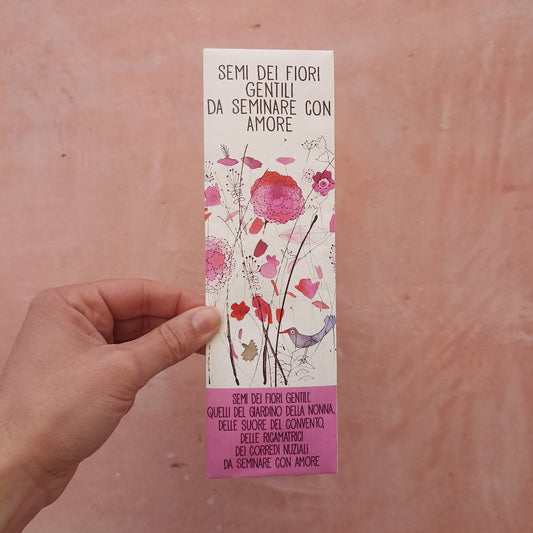 SEMI DEI FIORI
GENTILI
DA SEMINARE CON
AMORE
SEMI DEI FIORI GENTILI:
QUELLI DEL GIARDINO DELLA NONNA,
DELLE SUORE DEL CONVENTO,
DELLE RICAMATRICI
DEI CORREDI NUZIALI
DA SEMINARE CON AMORE